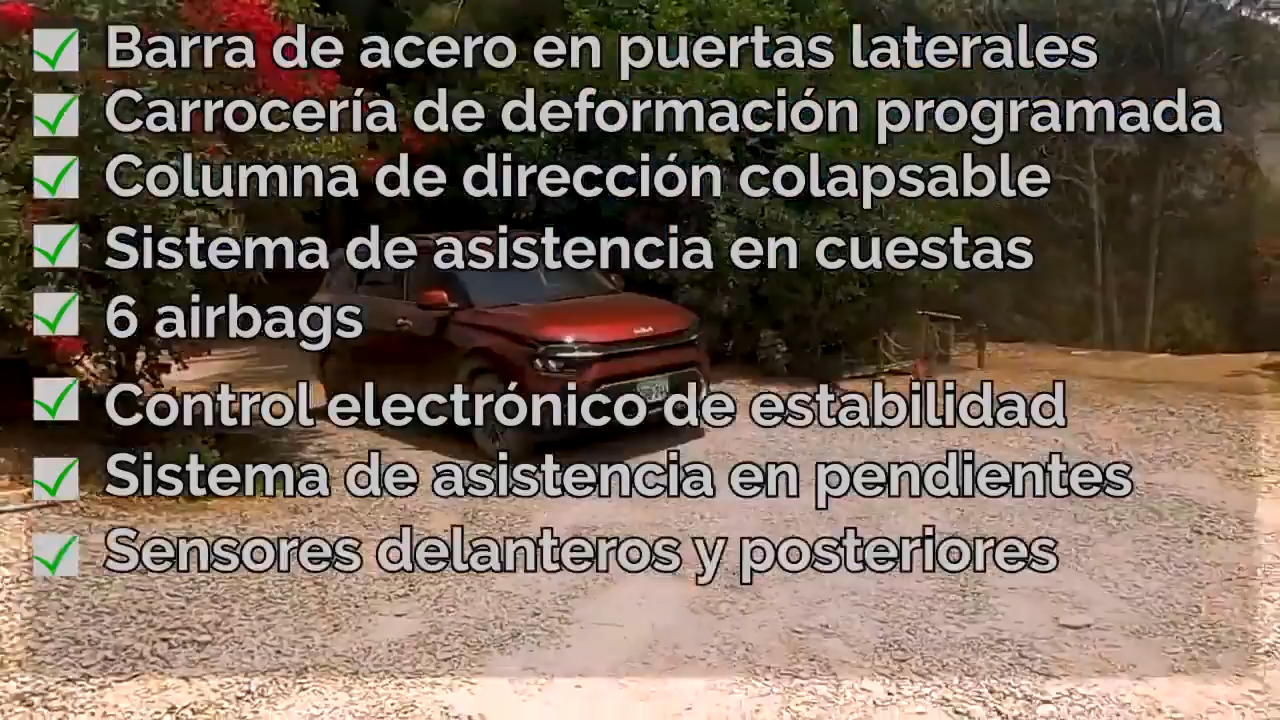 Barra de acero en puertas laterales
Carrocería de deformación programada
Columna de dirección colapsable
Sistema de asistencia en cuestas
6 airbags
Control electrónico de estabilidad
Sistema de asistencia en pendientes
Sensores delanteros y posteriores